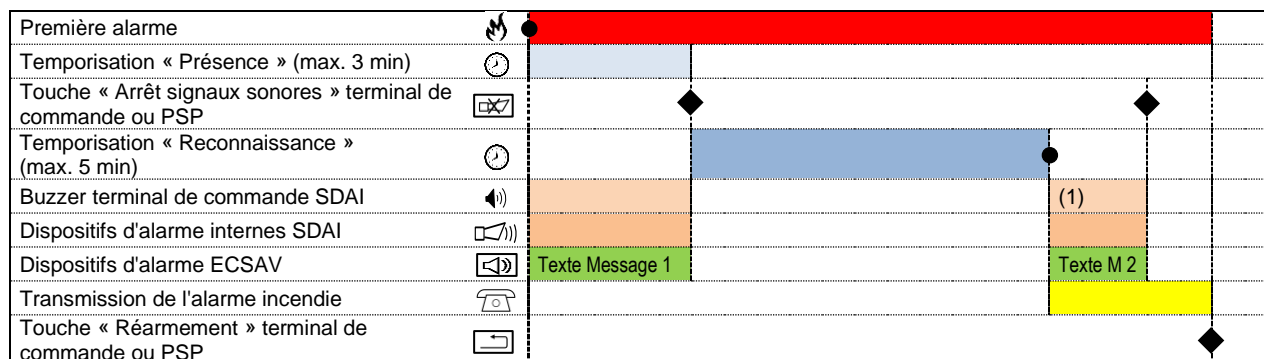 Première alarme
Temporisation « Présence » (max. 3 min)
Touche « Arrêt signaux sonores » terminal de
commande ou PSP
Temporisation « Reconnaissance »
(max. 5 min)
Buzzer terminal de commande SDAI
(1)
Dispositifs d'alarme internes SDAI
Dispositifs d'alarme ECSAV
Texte Message 1
Texte M 2
Transmission de l'alarme incendie
Touche « Réarmement » terminal de
commande ou PSP